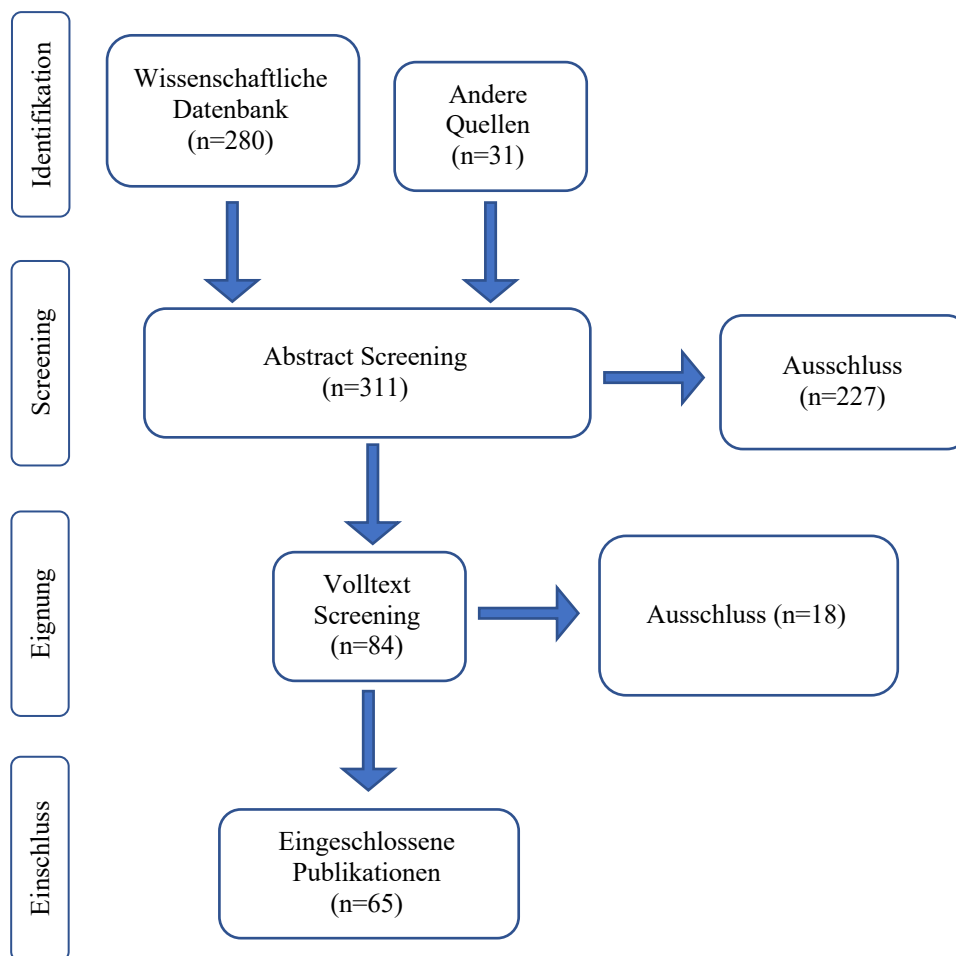 Identifikation
Wissenschaftliche
Datenbank
(n=280)
Andere
Quellen
(n=31)
Screening
Abstract Screening
(n=311)
Ausschluss
(n=227)
Eignung
Volltext
Screening
(n=84)
Ausschluss (n=18)
Einschluss
Eingeschlossene
Publikationen
(n=65)